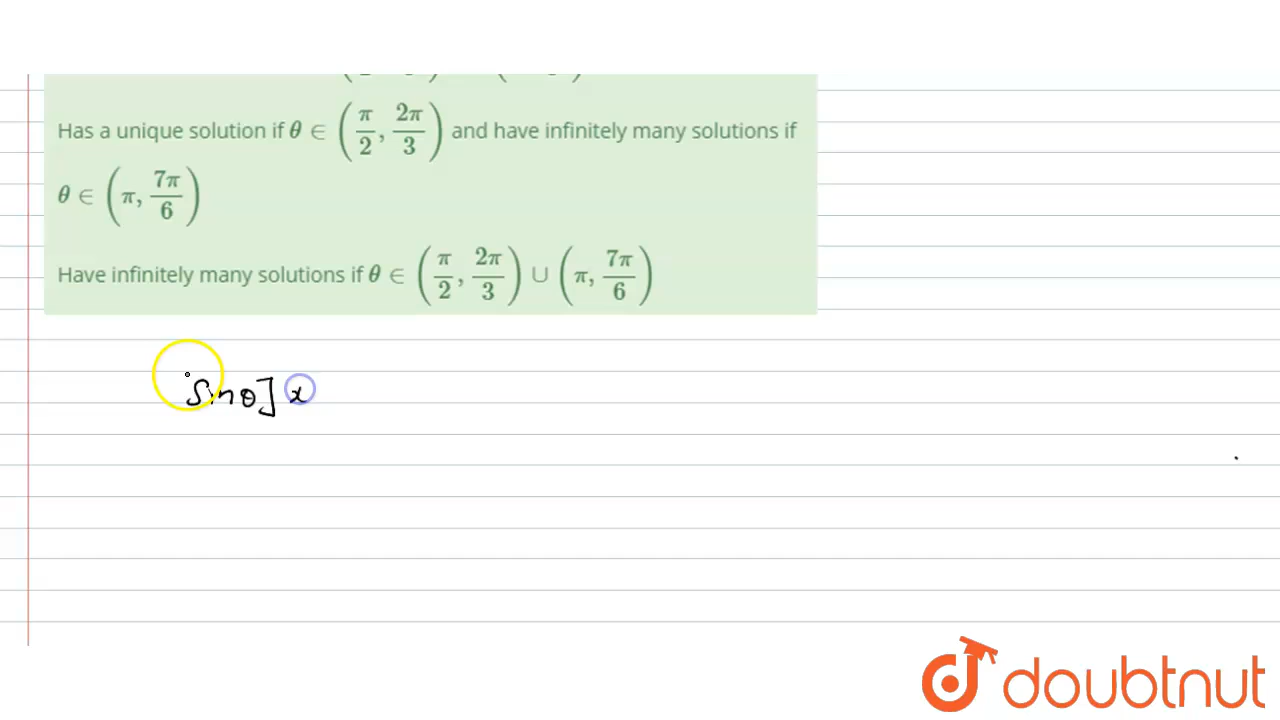 Has a unique solution if θ ∈ (π/2, 2π/3) and have infinitely many solutions if
θ ∈ (π, 7π/6)
Have infinitely many solutions if θ ∈ (π/2, 2π/3) ∪ (π, 7π/6)
sinθ] x
doubtnut